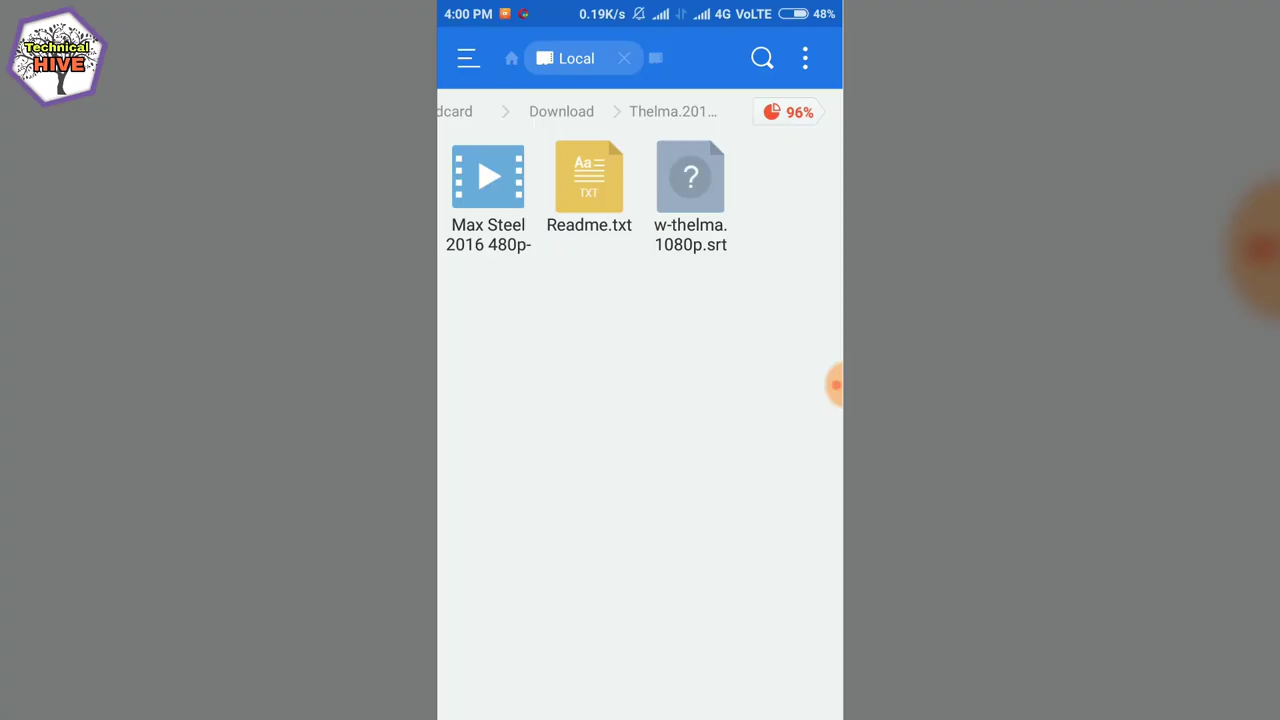 Technical
HIVE
4:00 PM 0.19K/s 4G VoLTE 48%
Local
dcard Download Thelma.201... 96%
Aa
TXT
?
Max Steel
2016 480p-
Readme.txt
w-thelma.
1080p.srt